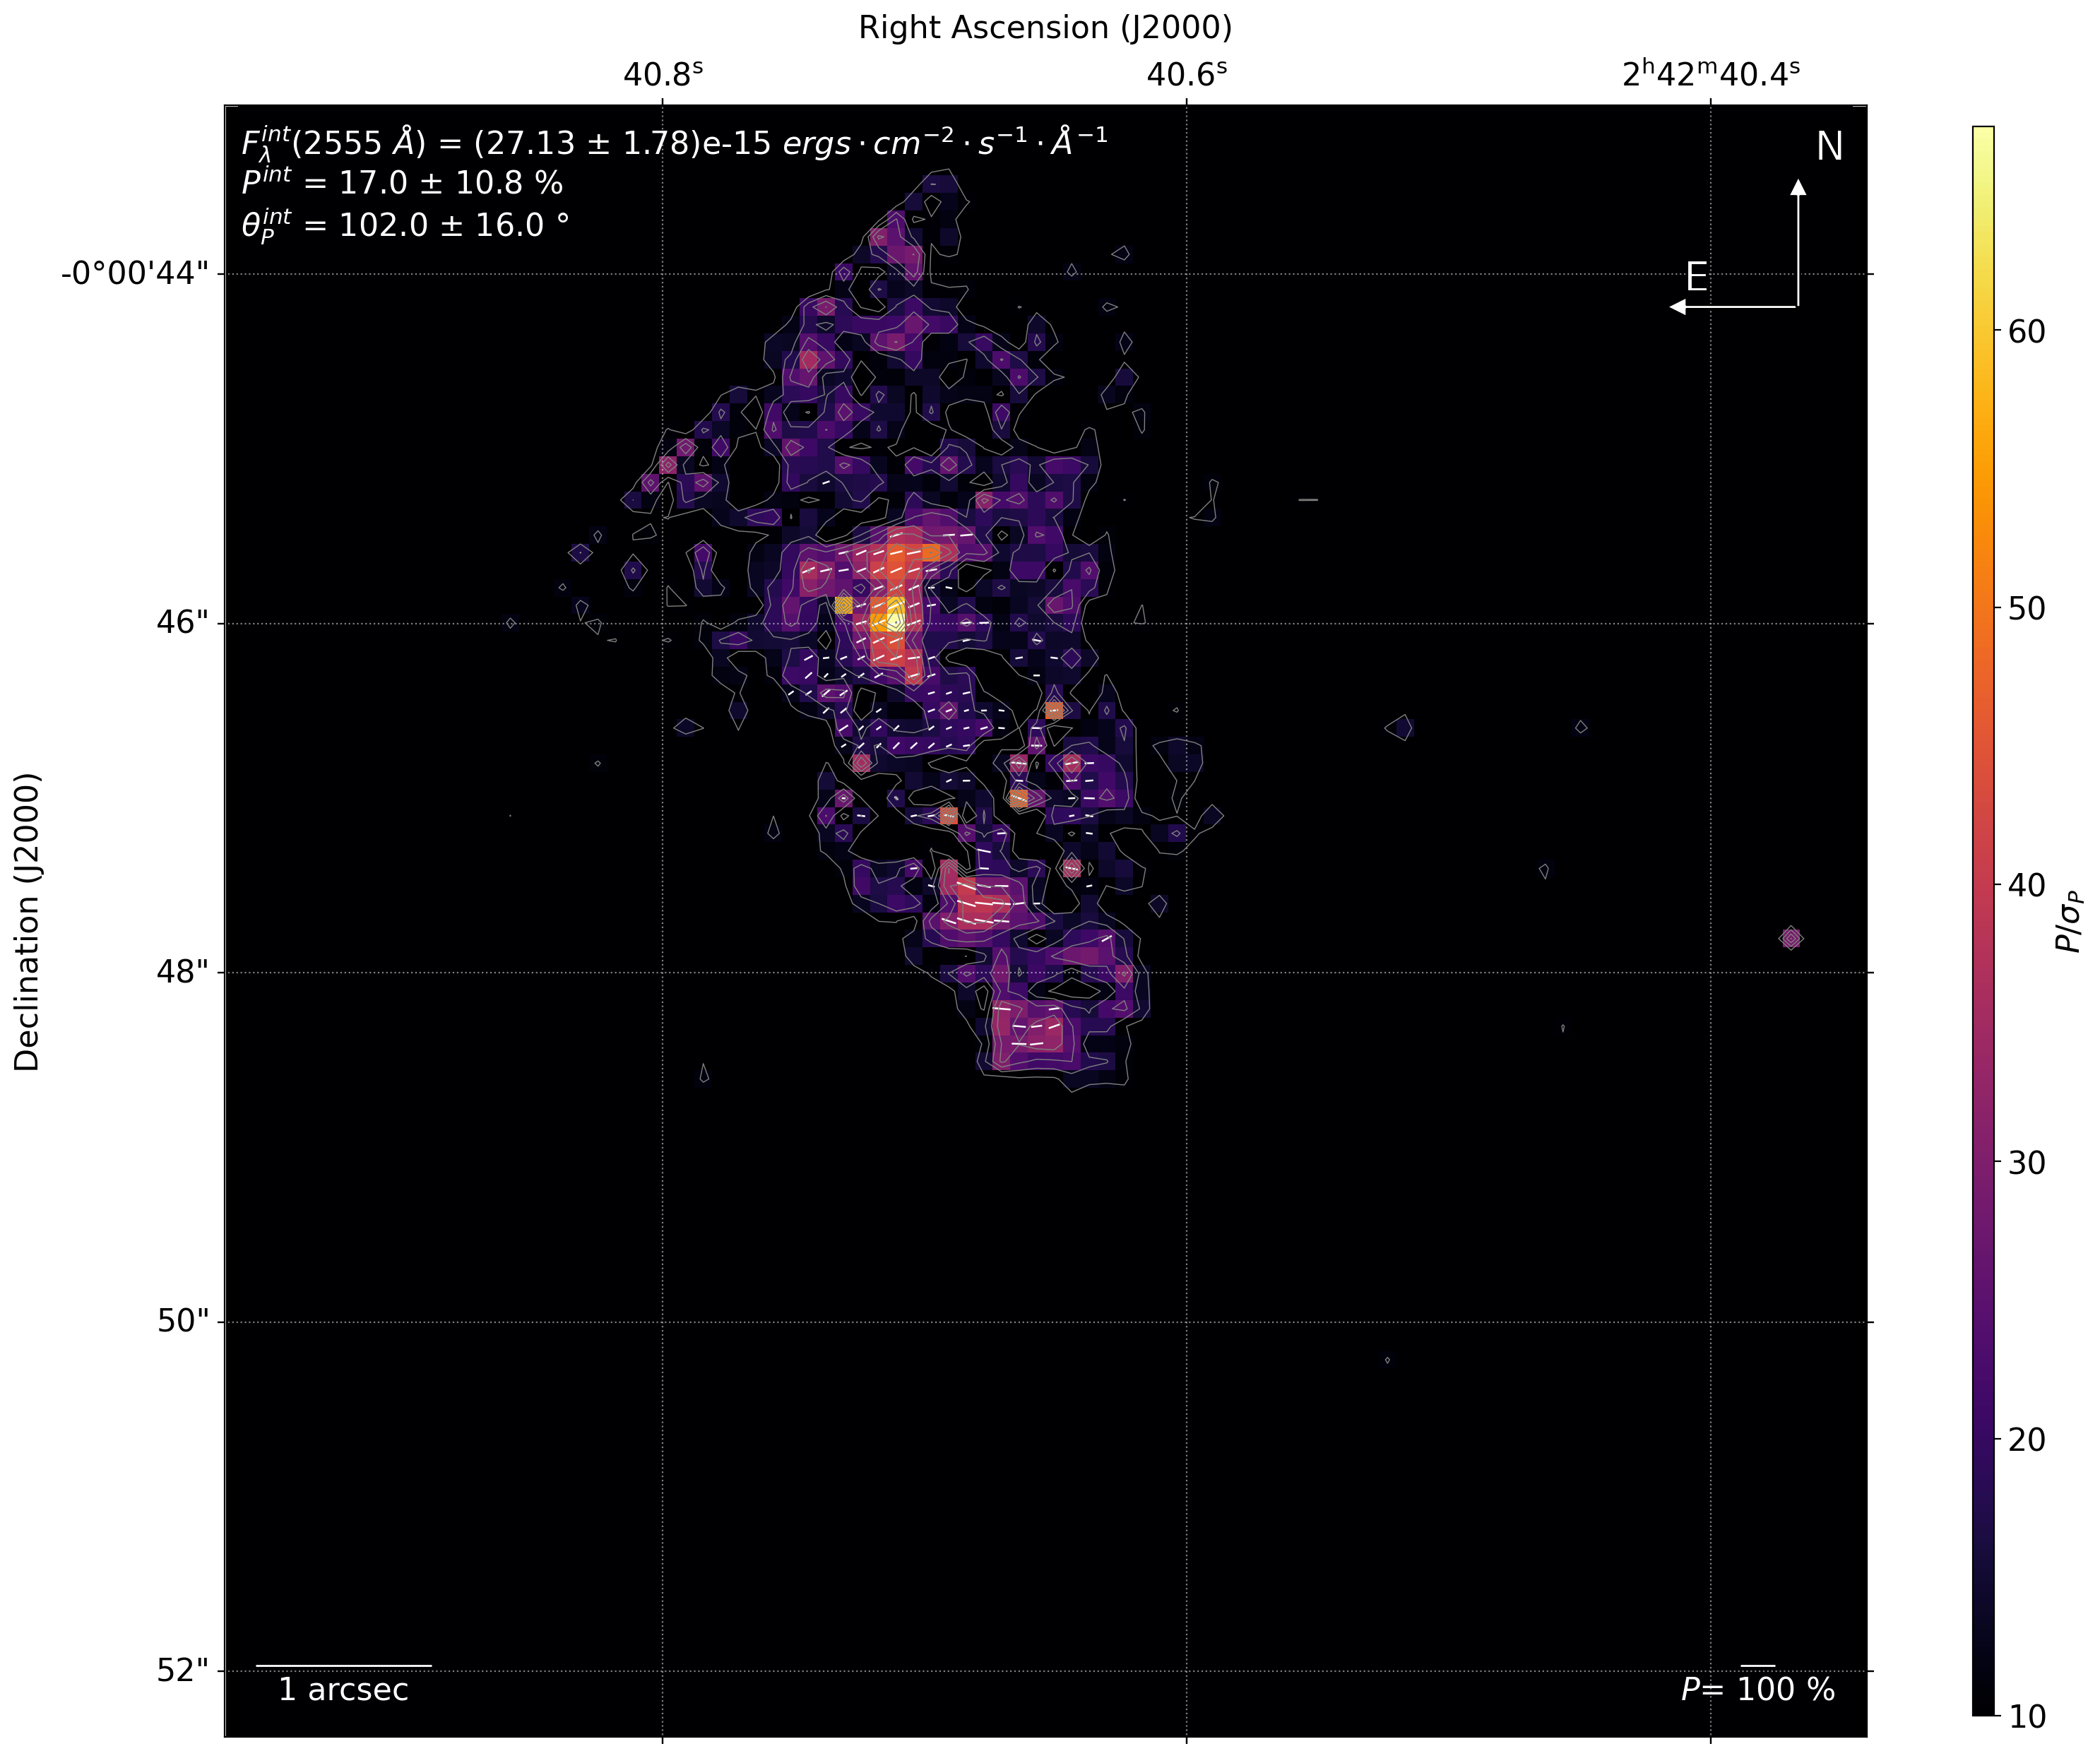 Right Ascension (J2000)
40.8ˢ 40.6ˢ 2ʰ42ᵐ40.4ˢ
F_λ^int(2555 Å) = (27.13 ± 1.78)e-15 ergs · cm⁻² · s⁻¹ · Å⁻¹
P^int = 17.0 ± 10.8 %
θ_P^int = 102.0 ± 16.0 °
N
E
-0°00'44"
46"
48"
50"
52"
Declination (J2000)
1 arcsec
P= 100 %
60
50
40
30
20
10
P/σ_P